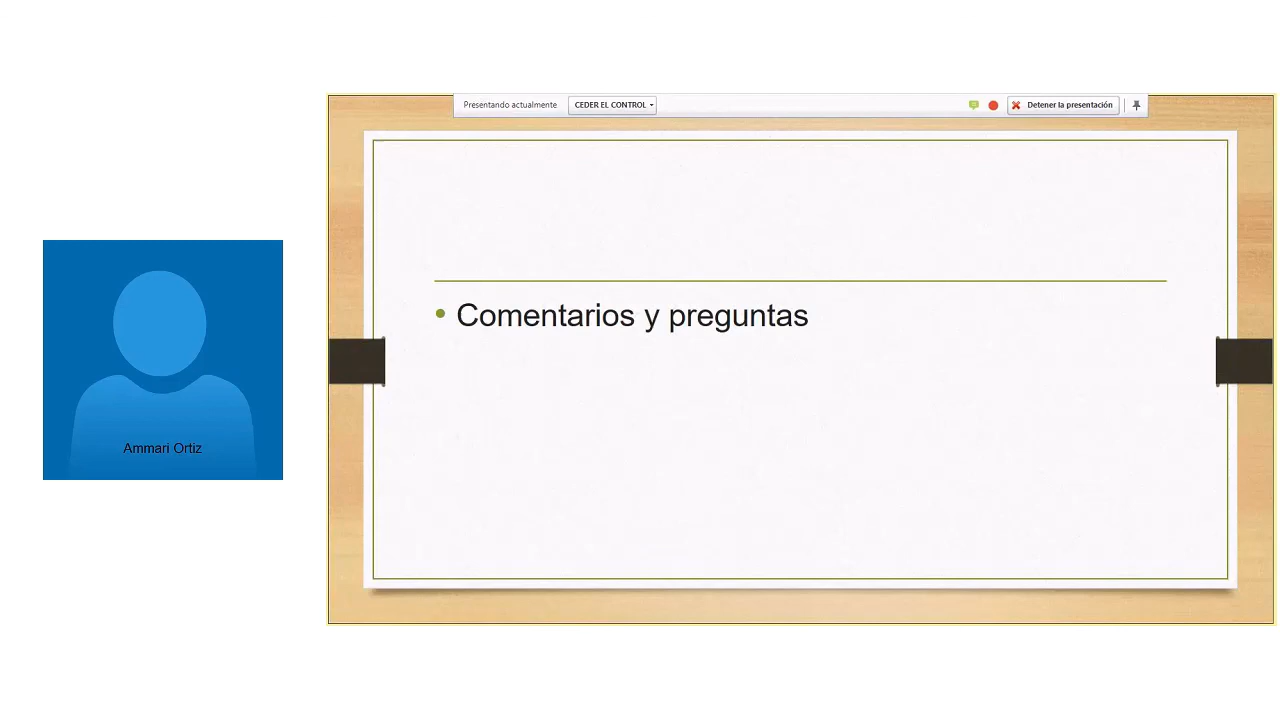 Presentando actualmente CEDER EL CONTROL Detener la presentación
• Comentarios y preguntas
Ammari Ortiz